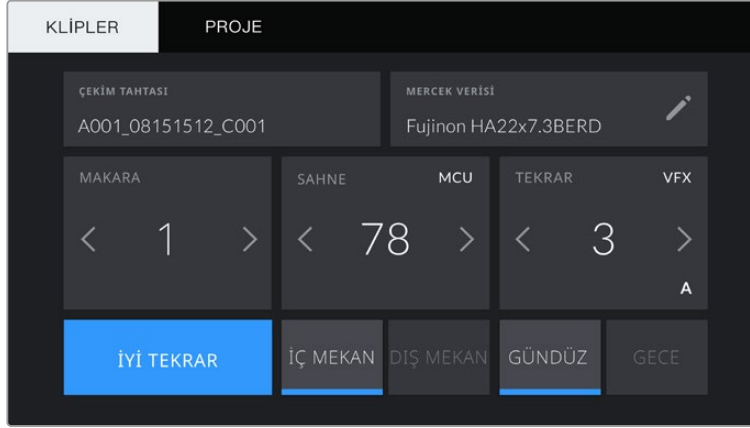 KLİPLER PROJE
ÇEKİM TAHTASI MERCEK VERİSİ
A001_08151512_C001 Fujinon HA22x7.3BERD
MAKARA SAHNE MCU TEKRAR VFX
1 78 3
A
İYİ TEKRAR İÇ MEKAN DIŞ MEKAN GÜNDÜZ GECE